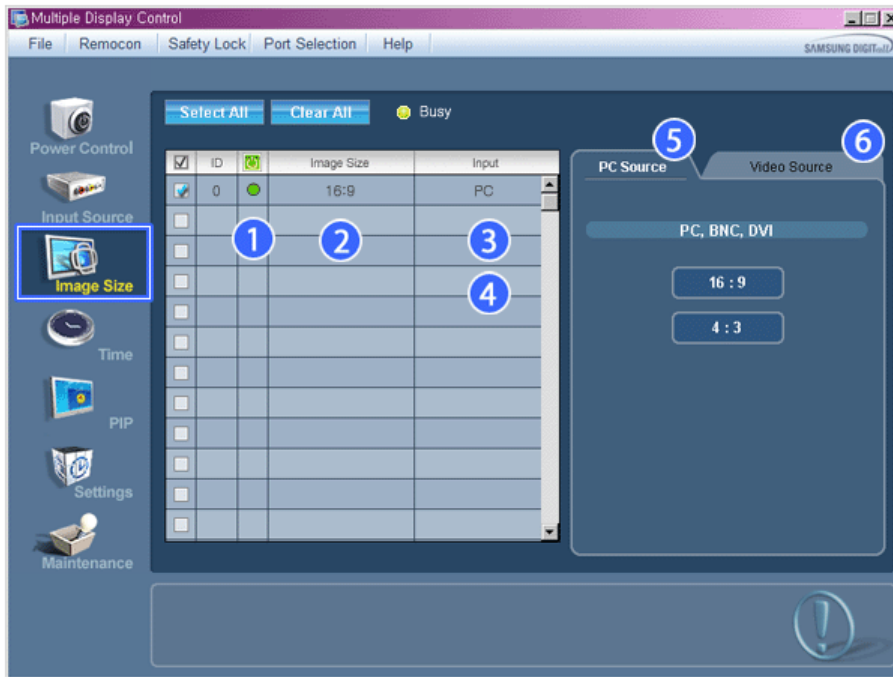 Multiple Display Control
File Remocon Safety Lock Port Selection Help
SAMSUNG DIGITall
Select All Clear All Busy
Power Control
Input Source
Image Size
Time
PIP
Settings
Maintenance
ID Image Size Input
0 16:9 PC
1 2 3
4
5 6
PC Source Video Source
PC, BNC, DVI
16 : 9
4 : 3